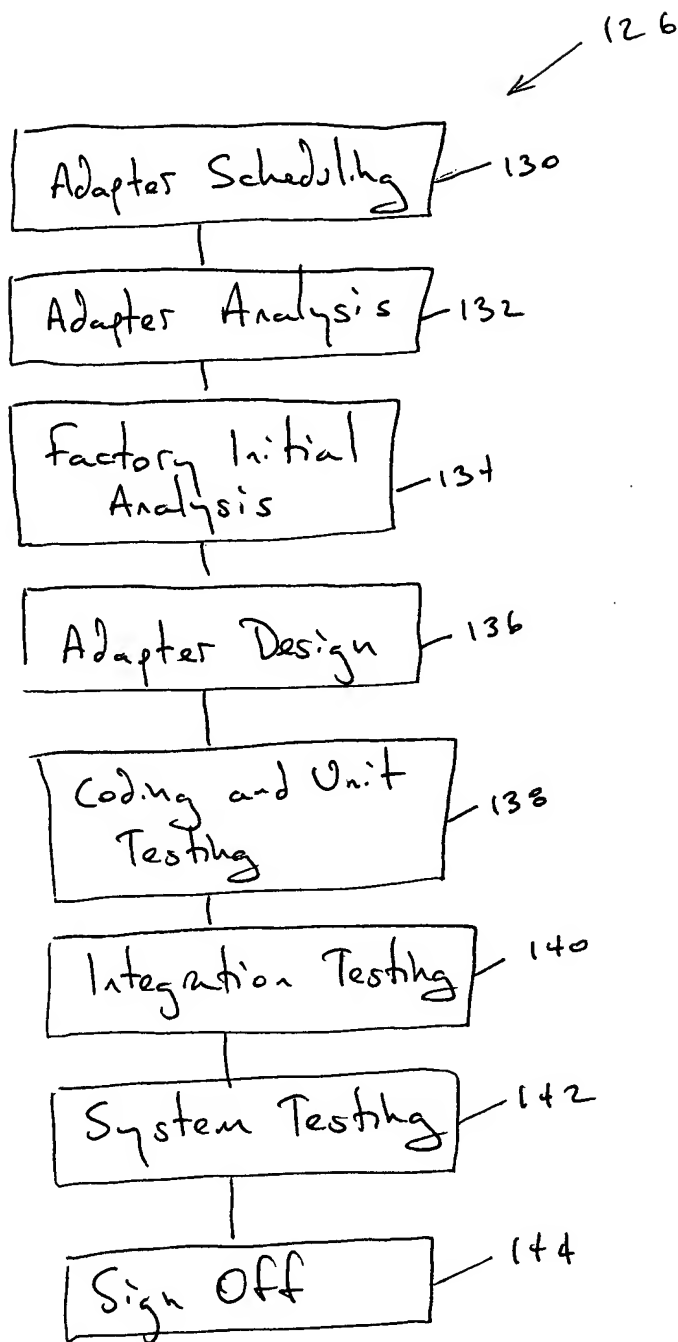 126
Adapter Scheduling
130
Adapter Analysis
132
Factory Initial
Analysis
134
Adapter Design
136
Coding and Unit
Testing
138
Integration Testing
140
System Testing
142
Sign Off
144